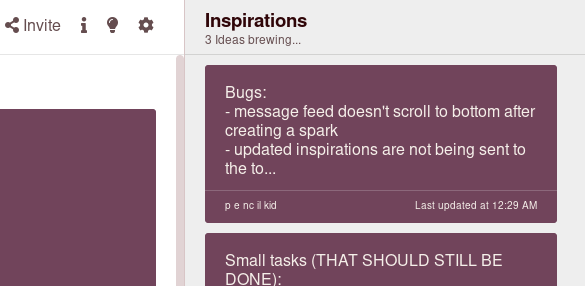 Invite
Inspirations
3 Ideas brewing...
Bugs:
- message feed doesn't scroll to bottom after
creating a spark
- updated inspirations are not being sent to
the to...
p e nc il kid Last updated at 12:29 AM
Small tasks (THAT SHOULD STILL BE
DONE):